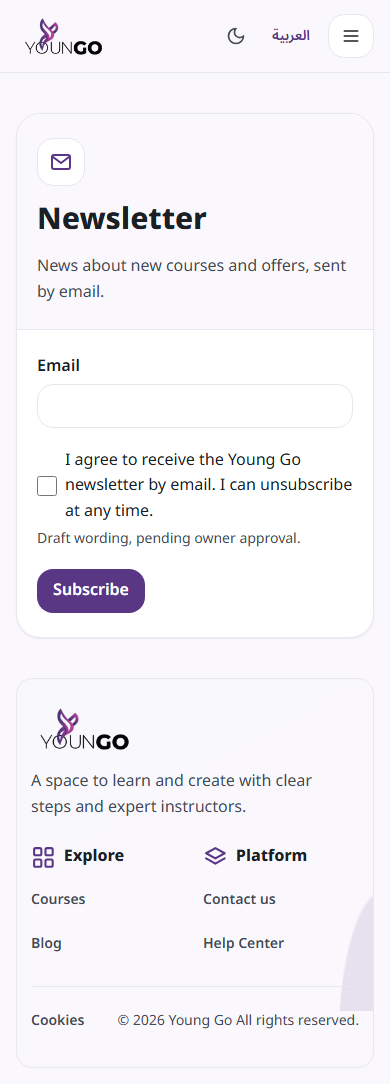 YOUNGO
العربية
Newsletter
News about new courses and offers, sent
by email.
Email
I agree to receive the Young Go
newsletter by email. I can unsubscribe
at any time.
Draft wording, pending owner approval.
Subscribe
YOUNGO
A space to learn and create with clear
steps and expert instructors.
Explore
Platform
Courses
Contact us
Blog
Help Center
Cookies
© 2026 Young Go All rights reserved.